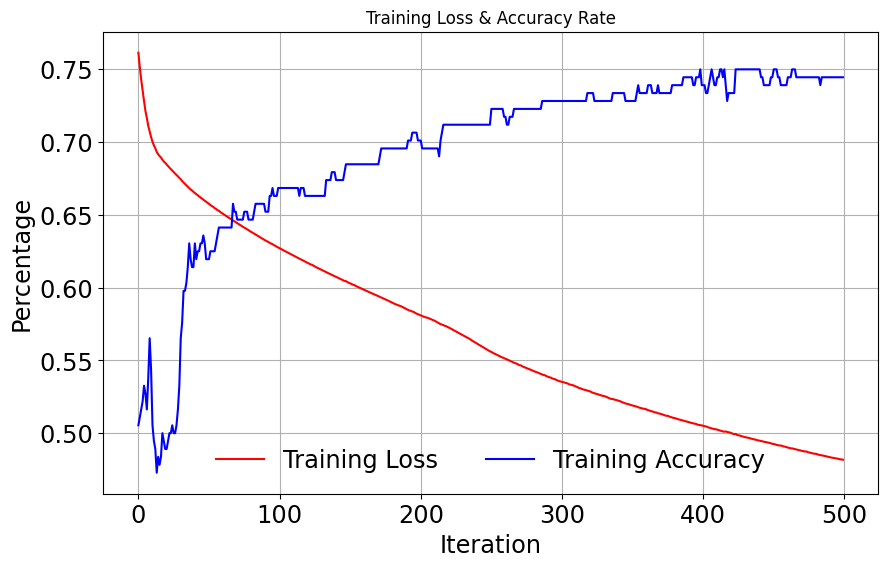 Training Loss & Accuracy Rate
Percentage
0.75
0.70
0.65
0.60
0.55
0.50
Training Loss
Training Accuracy
0
100
200
300
400
500
Iteration